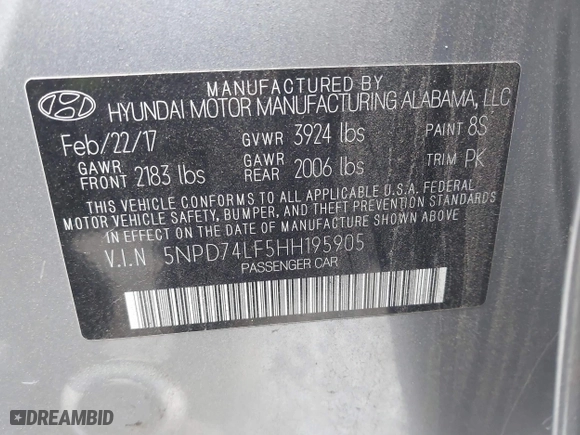 MANUFACTURED BY
HYUNDAI MOTOR MANUFACTURING ALABAMA, LLC
Feb/22/17 GVWR 3924 lbs PAINT 8S
GAWR FRONT 2183 lbs GAWR REAR 2006 lbs TRIM PK
THIS VEHICLE CONFORMS TO ALL APPLICABLE U.S.A. FEDERAL
MOTOR VEHICLE SAFETY, BUMPER, AND THEFT PREVENTION STANDARDS
IN EFFECT ON THE DATE OF MANUFACTURE SHOWN ABOVE.
V.I.N 5NPD74LF5HH195905
PASSENGER CAR
DREAMBID